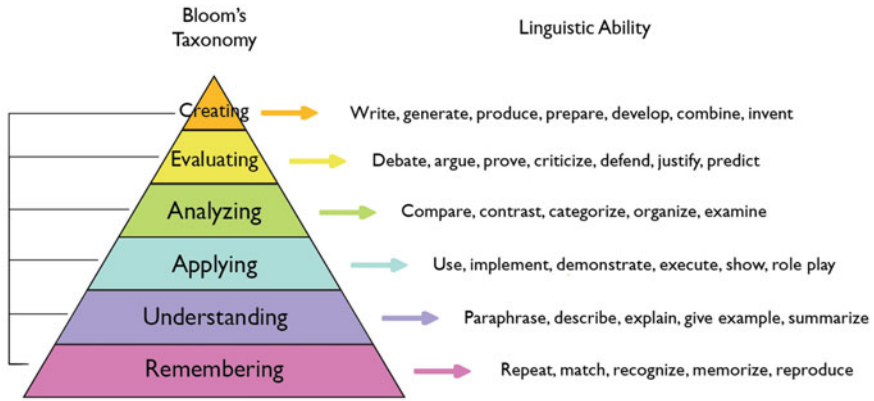 Bloom's
Taxonomy
Linguistic Ability
Creating
Write, generate, produce, prepare, develop, combine, invent
Evaluating
Debate, argue, prove, criticize, defend, justify, predict
Analyzing
Compare, contrast, categorize, organize, examine
Applying
Use, implement, demonstrate, execute, show, role play
Understanding
Paraphrase, describe, explain, give example, summarize
Remembering
Repeat, match, recognize, memorize, reproduce